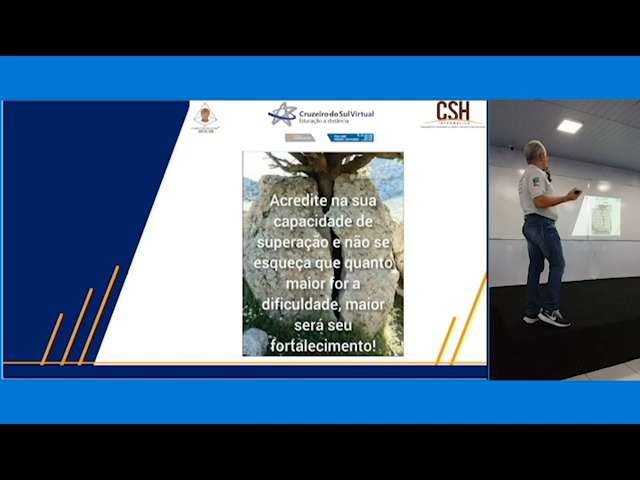 Cruzeiro do Sul Virtual
Educação a distância
CSH
INFORMÁTICA
Acredite na sua
capacidade de
superação e não se
esqueça que quanto
maior for a
dificuldade, maior
será seu
fortalecimento!